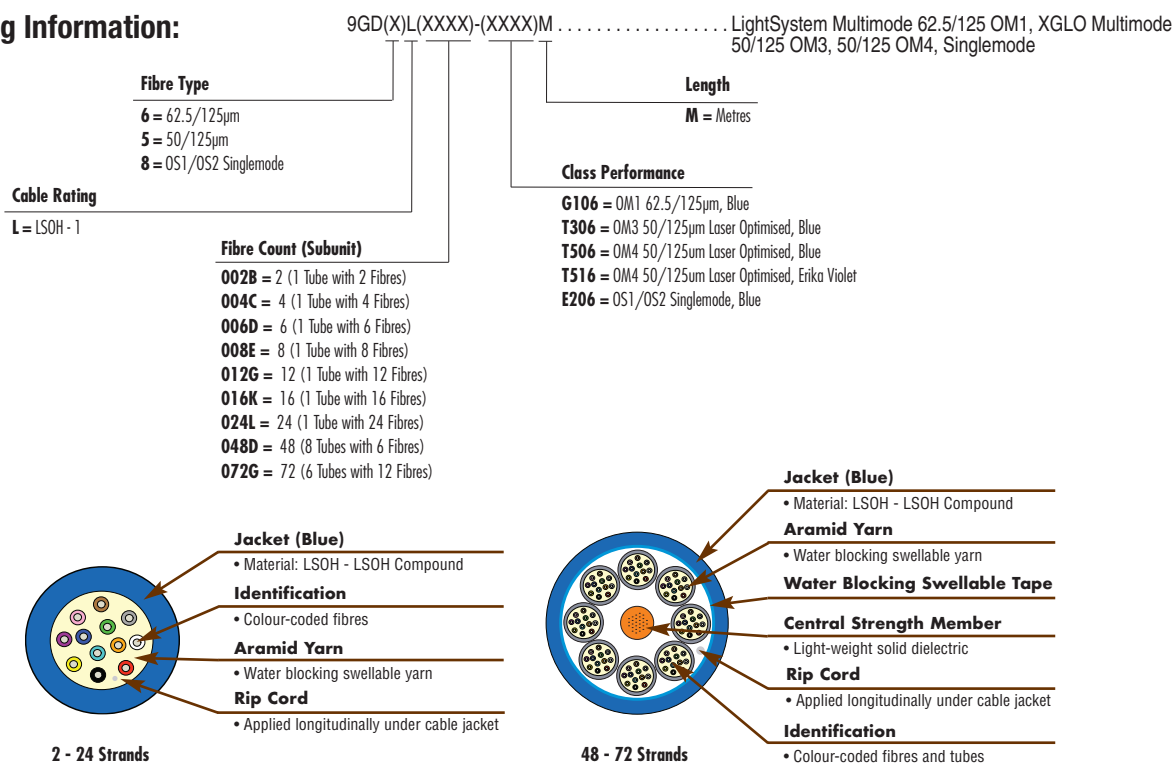 g Information:
9GD(X)L(XXXX)-(XXXX)M . . . . . . . . . . . . . . . . . . LightSystem Multimode 62.5/125 OM1, XGLO Multimode
50/125 OM3, 50/125 OM4, Singlemode
Fibre Type
6 = 62.5/125µm
5 = 50/125µm
8 = OS1/OS2 Singlemode
Length
M = Metres
Cable Rating
L = LSOH - 1
Class Performance
G106 = OM1 62.5/125µm, Blue
T306 = OM3 50/125µm Laser Optimised, Blue
T506 = OM4 50/125um Laser Optimised, Blue
T516 = OM4 50/125um Laser Optimised, Erika Violet
E206 = OS1/OS2 Singlemode, Blue
Fibre Count (Subunit)
002B = 2 (1 Tube with 2 Fibres)
004C = 4 (1 Tube with 4 Fibres)
006D = 6 (1 Tube with 6 Fibres)
008E = 8 (1 Tube with 8 Fibres)
012G = 12 (1 Tube with 12 Fibres)
016K = 16 (1 Tube with 16 Fibres)
024L = 24 (1 Tube with 24 Fibres)
048D = 48 (8 Tubes with 6 Fibres)
072G = 72 (6 Tubes with 12 Fibres)
Jacket (Blue)
• Material: LSOH - LSOH Compound
Identification
• Colour-coded fibres
Aramid Yarn
• Water blocking swellable yarn
Rip Cord
• Applied longitudinally under cable jacket
2 - 24 Strands
Jacket (Blue)
• Material: LSOH - LSOH Compound
Aramid Yarn
• Water blocking swellable yarn
Water Blocking Swellable Tape
Central Strength Member
• Light-weight solid dielectric
Rip Cord
• Applied longitudinally under cable jacket
Identification
• Colour-coded fibres and tubes
48 - 72 Strands